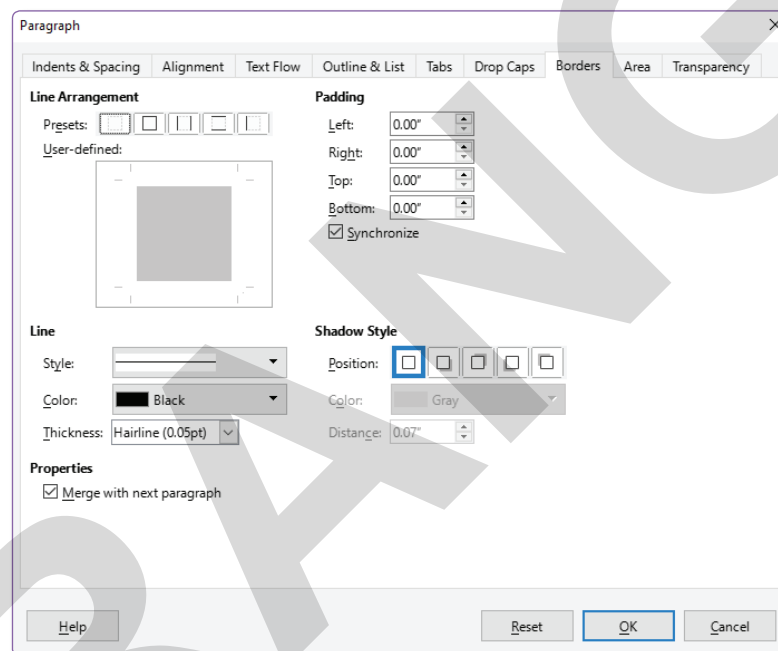 Paragraph
Indents & Spacing Alignment Text Flow Outline & List Tabs Drop Caps Borders Area Transparency
Line Arrangement
Presets:
User-defined:
Padding
Left: 0.00"
Right: 0.00"
Top: 0.00"
Bottom: 0.00"
Synchronize
Line
Style:
Color: Black
Thickness: Hairline (0.05pt)
Shadow Style
Position:
Color: Gray
Distance: 0.07"
Properties
Merge with next paragraph
Help Reset OK Cancel